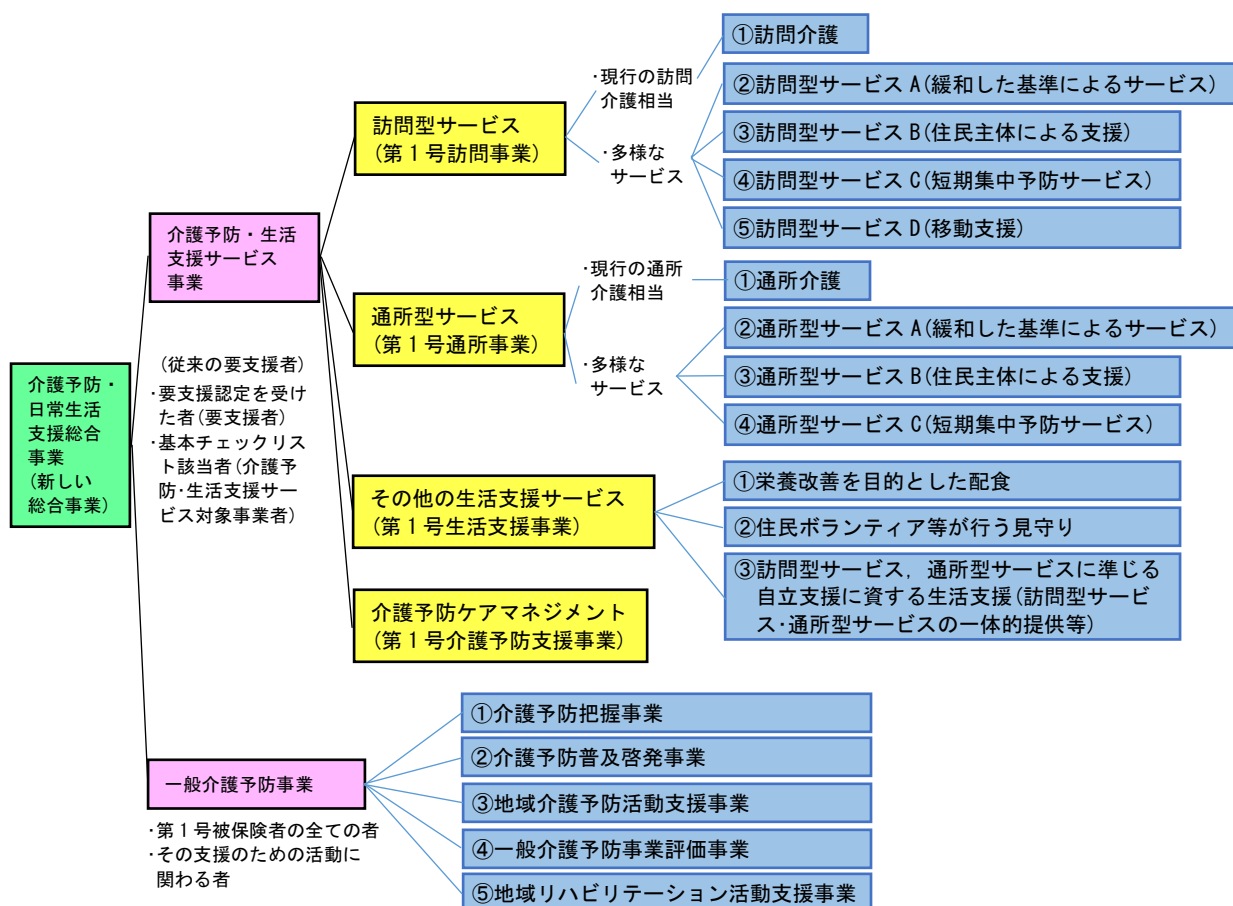 介護予防・
日常生活
支援総合
事業
(新しい
総合事業)
介護予防・生活
支援サービス
事業
(従来の要支援者)
・要支援認定を受け
た者(要支援者)
・基本チェックリス
ト該当者(介護予
防・生活支援サー
ビス対象事業者)
訪問型サービス
(第1号訪問事業)
・現行の訪問
介護相当
①訪問介護
・多様な
サービス
②訪問型サービスA(緩和した基準によるサービス)
③訪問型サービスB(住民主体による支援)
④訪問型サービスC(短期集中予防サービス)
⑤訪問型サービスD(移動支援)
通所型サービス
(第1号通所事業)
・現行の通所
介護相当
①通所介護
・多様な
サービス
②通所型サービスA(緩和した基準によるサービス)
③通所型サービスB(住民主体による支援)
④通所型サービスC(短期集中予防サービス)
その他の生活支援サービス
(第1号生活支援事業)
①栄養改善を目的とした配食
②住民ボランティア等が行う見守り
③訪問型サービス，通所型サービスに準じる
自立支援に資する生活支援(訪問型サービ
ス・通所型サービスの一体的提供等)
介護予防ケアマネジメント
(第1号介護予防支援事業)
一般介護予防事業
・第1号被保険者の全ての者
・その支援のための活動に
関わる者
①介護予防把握事業
②介護予防普及啓発事業
③地域介護予防活動支援事業
④一般介護予防事業評価事業
⑤地域リハビリテーション活動支援事業